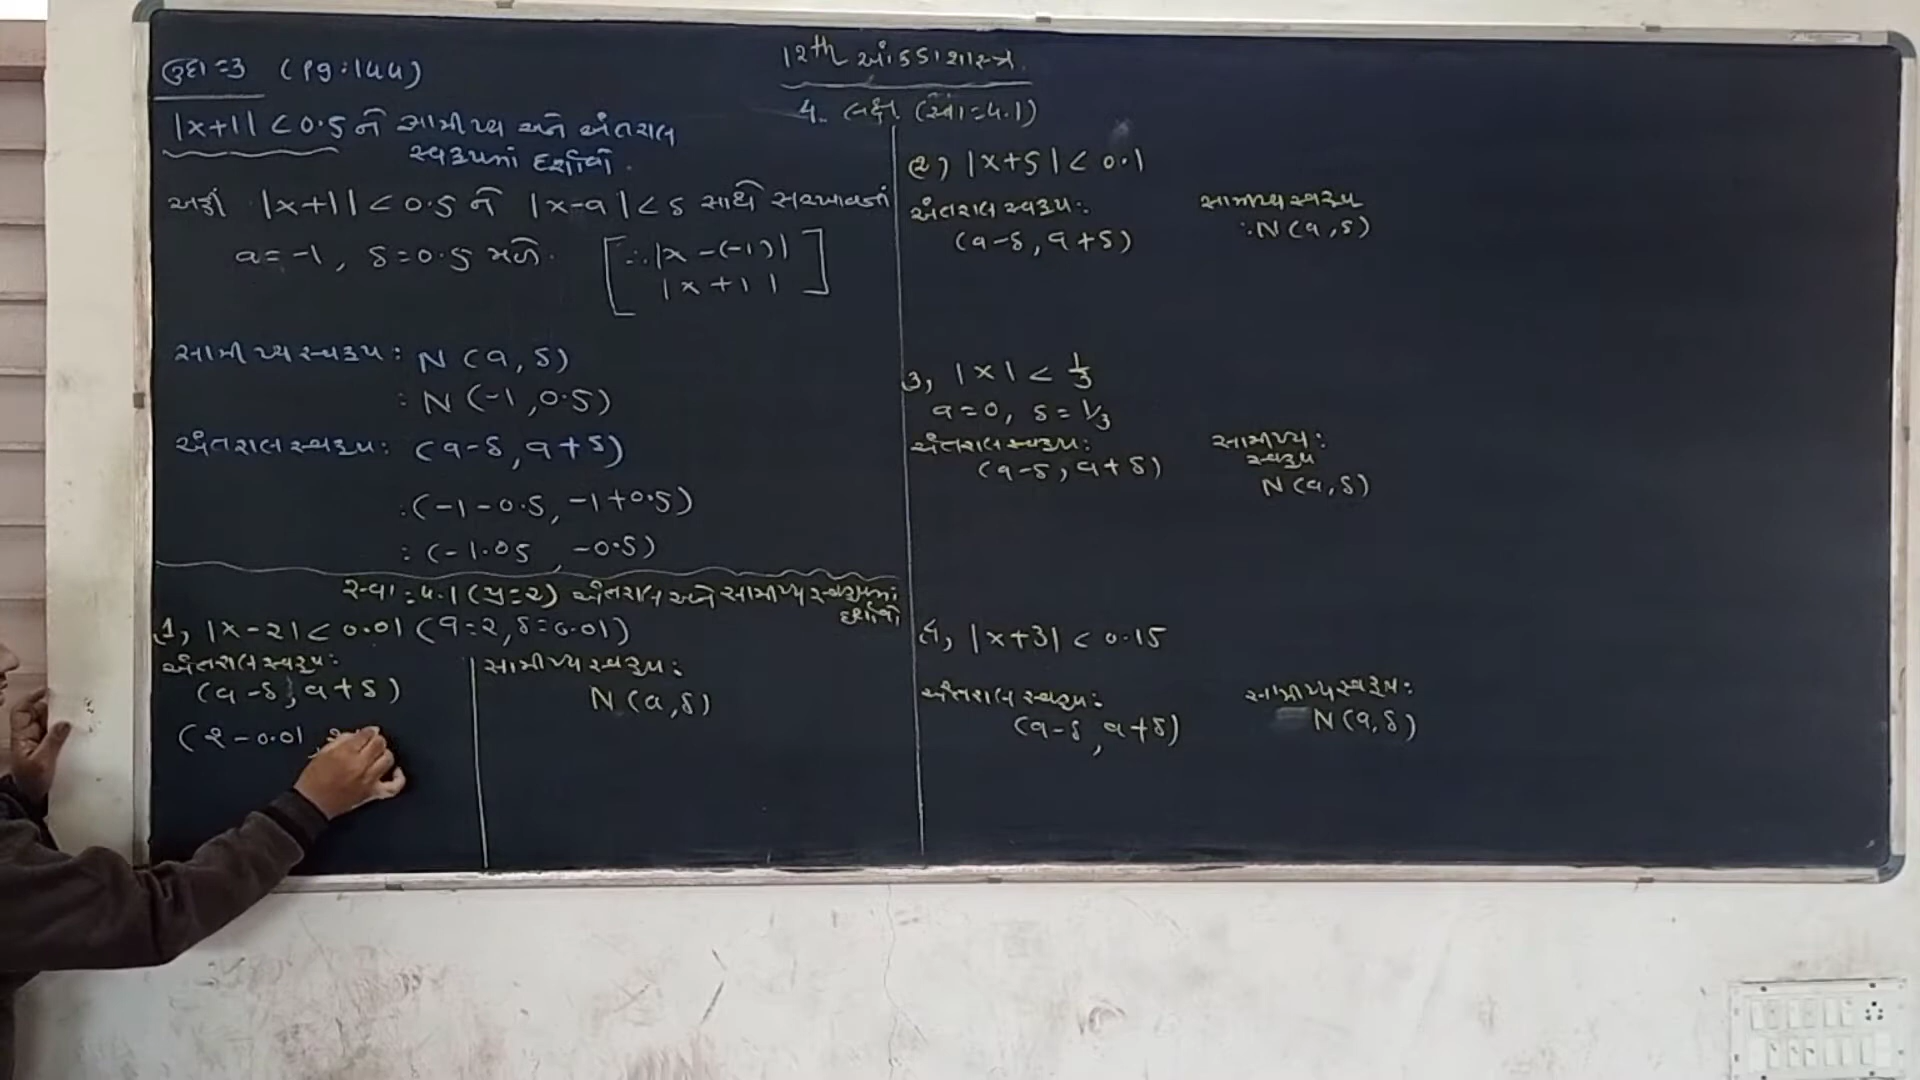 ઉદા=૩ (Pg:144)
|x+1| < 0.5 ને સામીપ્ય અને અંતરાલ
સ્વરૂપમાં દર્શાવો.
અહીં |x+1| < 0.5 ને |x-a| < δ સાથે સરખાવતાં
a = -1, δ = 0.5 મળે. [∴ |x-(-1)|
|x+1|]
સામીપ્ય સ્વરૂપ: N(a, δ)
: N(-1, 0.5)
અંતરાલ સ્વરૂપ: (a-δ, a+δ)
: (-1-0.5, -1+0.5)
: (-1.05, -0.5)
સ્વા=4.1 (પ્ર=2) અંતરાલ અને સામીપ્ય સ્વરૂપમાં
દર્શાવો
1, |x-2| < 0.01 (a=2, δ=0.01)
અંતરાલ સ્વરૂપ:
(a-δ, a+δ)
(2-0.01, 2
સામીપ્ય સ્વરૂપ:
N(a, δ)
12th આંકડાશાસ્ત્ર
4. લક્ષ (સ્વા=4.1)
2) |x+5| < 0.1
અંતરાલ સ્વરૂપ:
(a-δ, a+δ)
સામીપ્ય સ્વરૂપ
: N(a, δ)
3, |x| < 1/3
a=0, δ=1/3
અંતરાલ સ્વરૂપ:
(a-δ, a+δ)
સામીપ્ય:
સ્વરૂપ
N(a, δ)
4, |x+3| < 0.15
અંતરાલ સ્વરૂપ:
(a-δ, a+δ)
સામીપ્ય સ્વરૂપ:
N(a, δ)